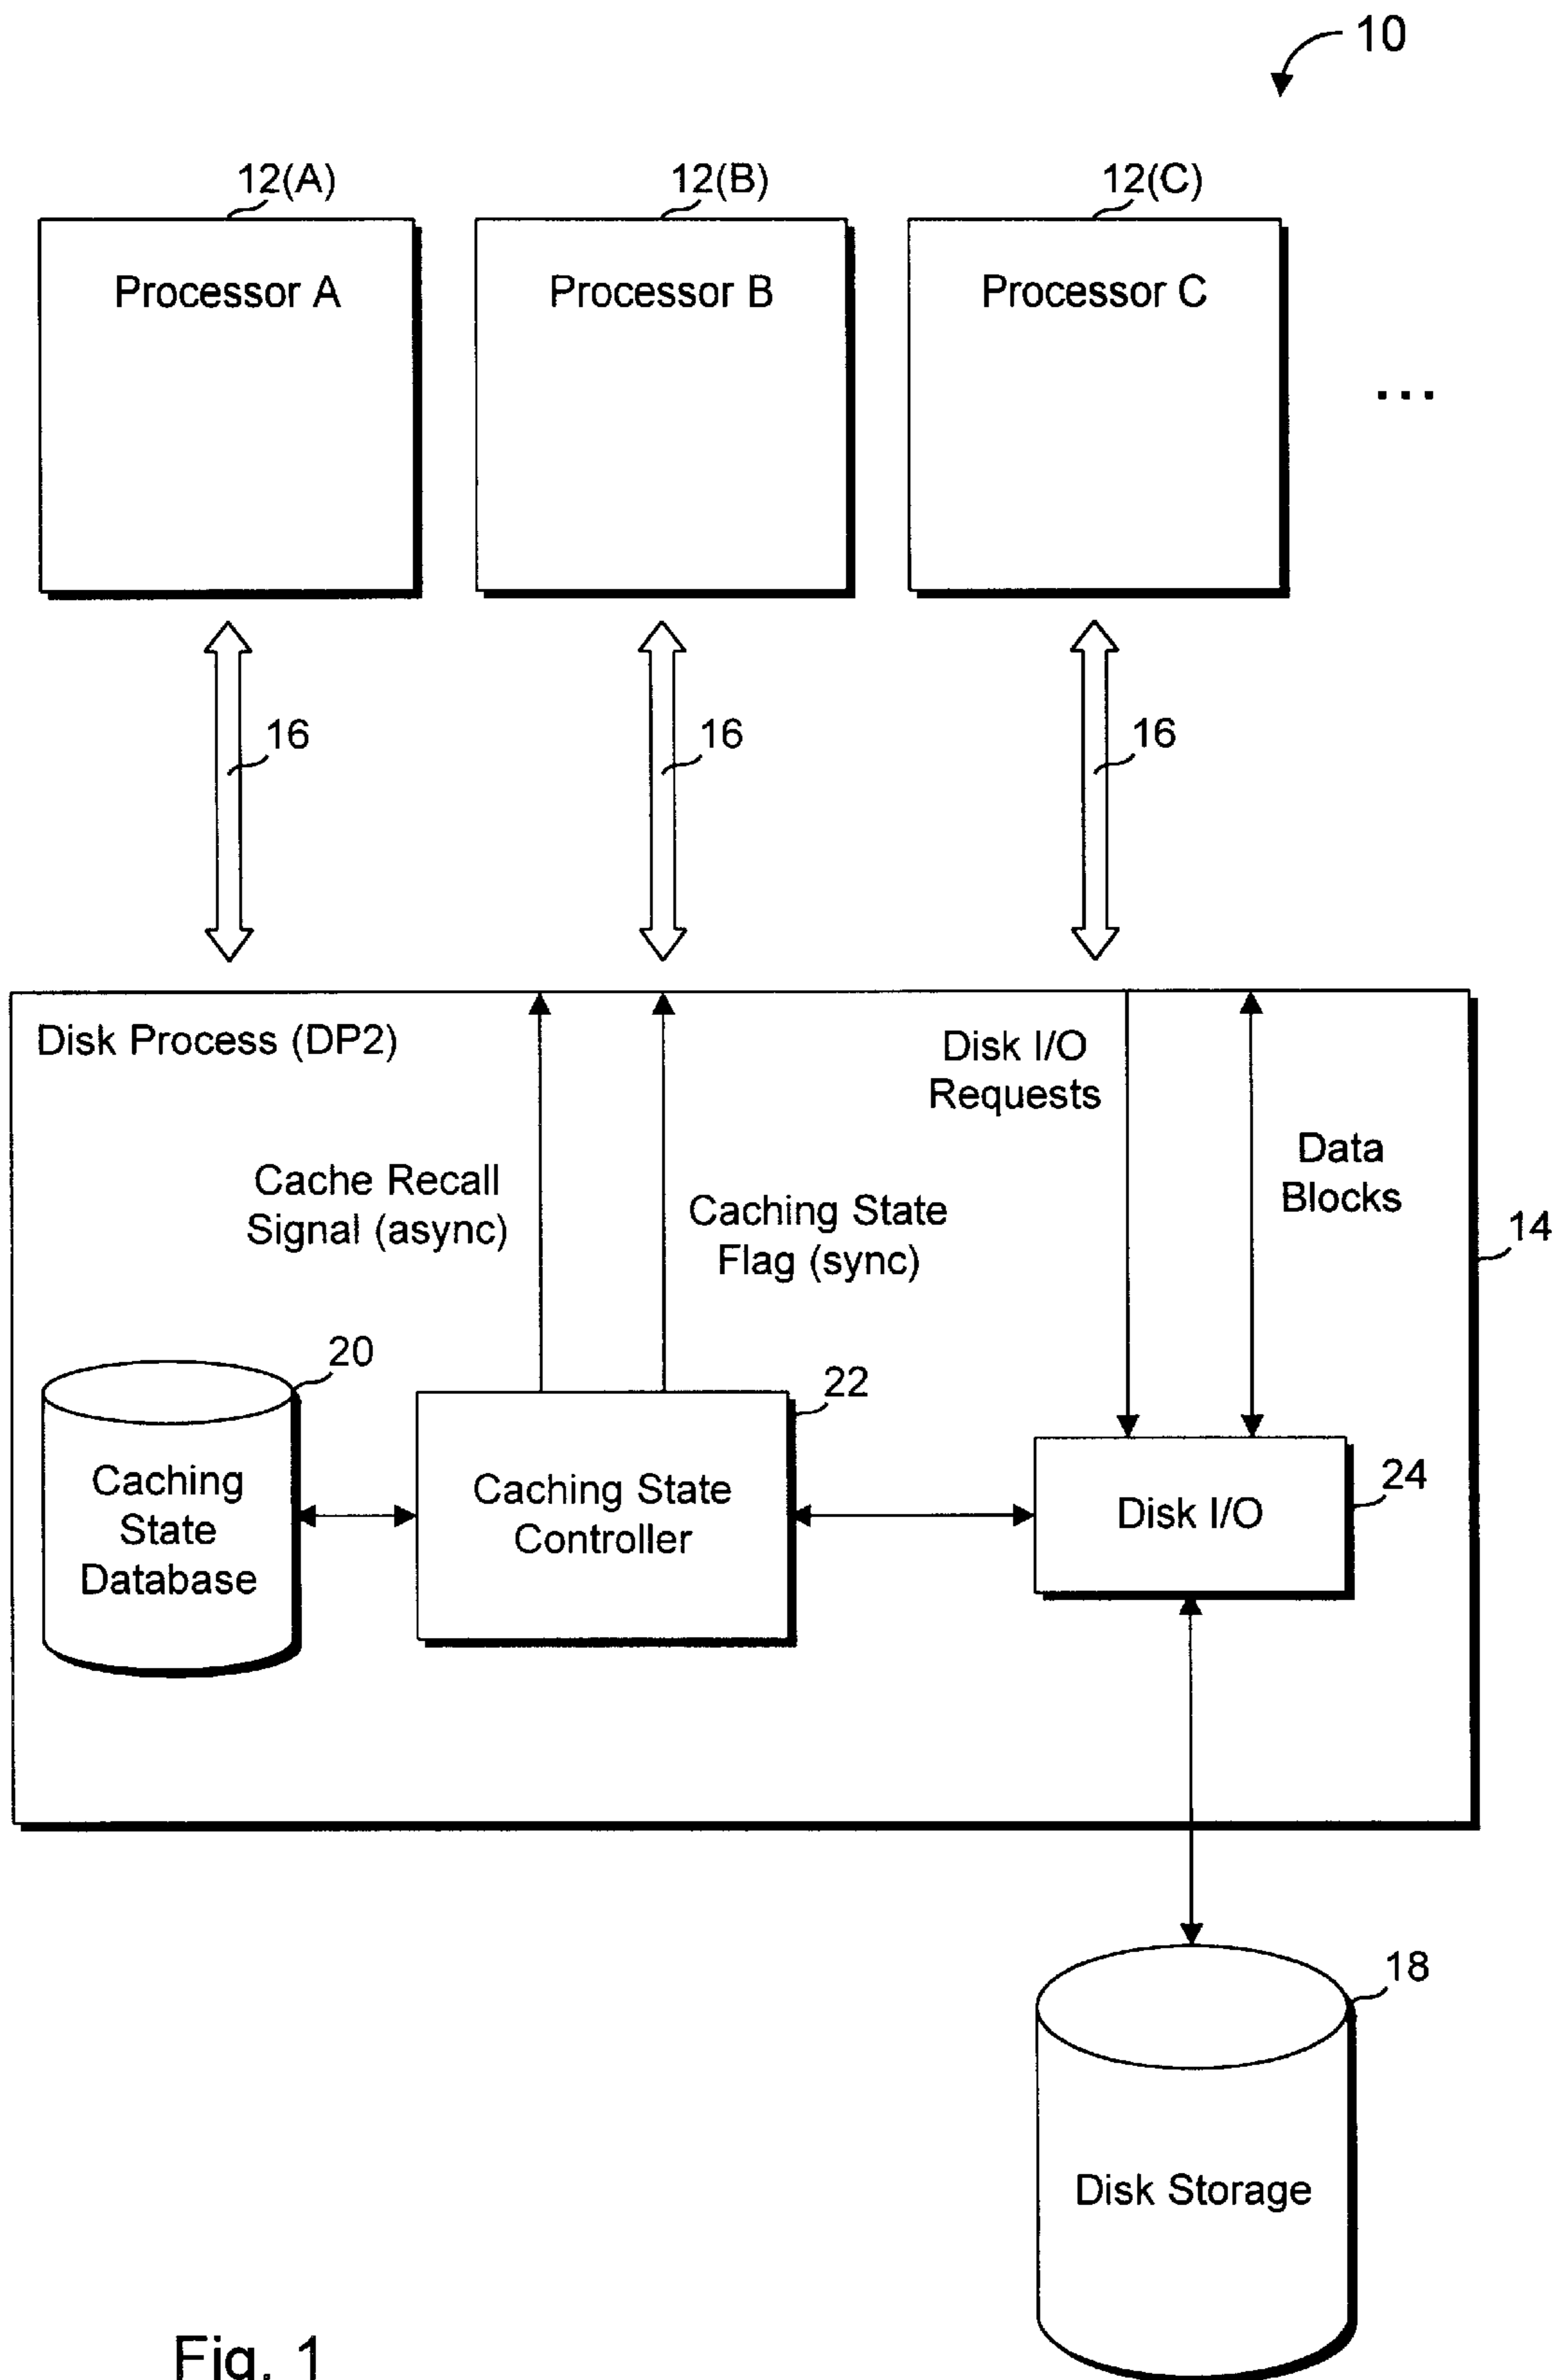 10
12(A)
12(B)
12(C)
Processor A
Processor B
Processor C
...
16
16
16
Disk Process (DP2)
Disk I/O
Requests
Data
Blocks
Cache Recall
Signal (async)
Caching State
Flag (sync)
14
20
22
24
Caching
State
Database
Caching State
Controller
Disk I/O
18
Disk Storage
Fig. 1